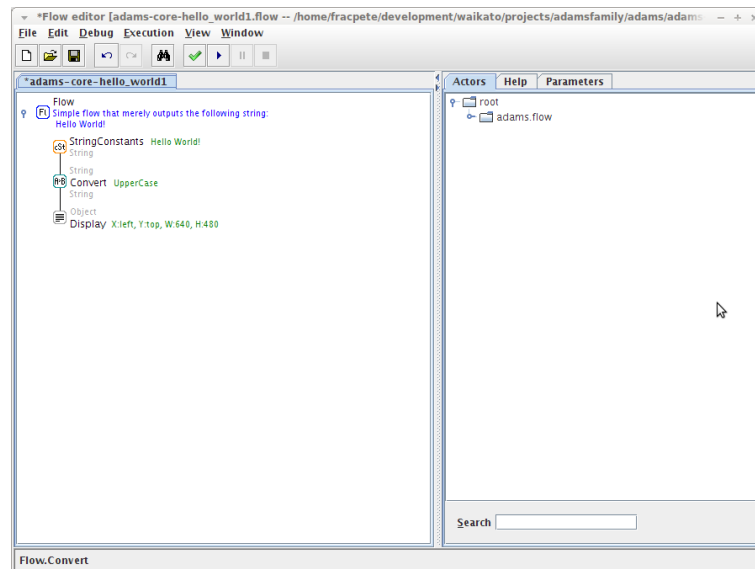 *Flow editor [adams-core-hello_world1.flow -- /home/fracpete/development/waikato/projects/adamsfamily/adams/adams
File Edit Debug Execution View Window
*adams-core-hello_world1
Actors Help Parameters
Flow
Simple flow that merely outputs the following string:
Hello World!
cSt
StringConstants Hello World!
String
String
Convert UpperCase
String
Object
Display X:left, Y:top, W:640, H:480
root
adams.flow
Search
Flow.Convert